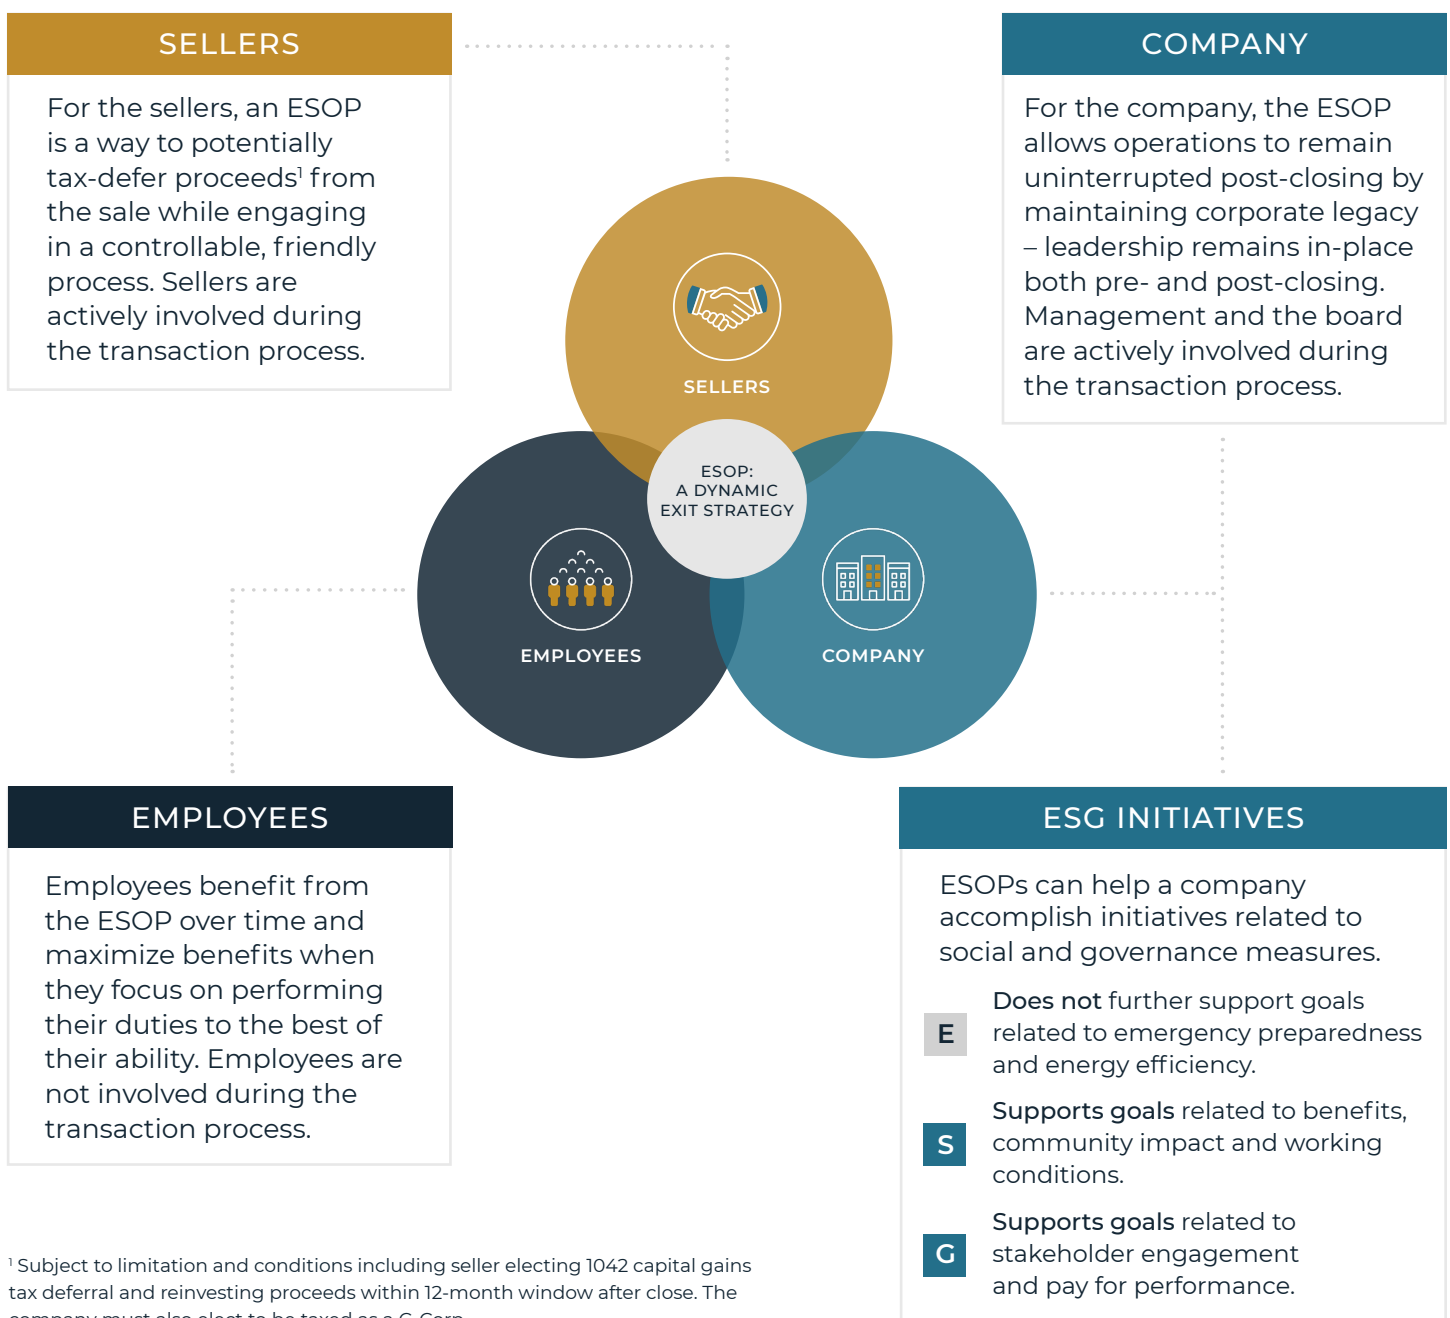 SELLERS
For the sellers, an ESOP
is a way to potentially
tax-defer proceeds¹ from
the sale while engaging
in a controllable, friendly
process. Sellers are
actively involved during
the transaction process.
COMPANY
For the company, the ESOP
allows operations to remain
uninterrupted post-closing by
maintaining corporate legacy
– leadership remains in-place
both pre- and post-closing.
Management and the board
are actively involved during
the transaction process.
SELLERS
ESOP:
A DYNAMIC
EXIT STRATEGY
EMPLOYEES
COMPANY
EMPLOYEES
Employees benefit from
the ESOP over time and
maximize benefits when
they focus on performing
their duties to the best of
their ability. Employees are
not involved during the
transaction process.
ESG INITIATIVES
ESOPs can help a company
accomplish initiatives related to
social and governance measures.
E
Does not further support goals
related to emergency preparedness
and energy efficiency.
S
Supports goals related to benefits,
community impact and working
conditions.
G
Supports goals related to
stakeholder engagement
and pay for performance.
¹ Subject to limitation and conditions including seller electing 1042 capital gains
tax deferral and reinvesting proceeds within 12-month window after close. The
company must also elect to be taxed as a C-Corp